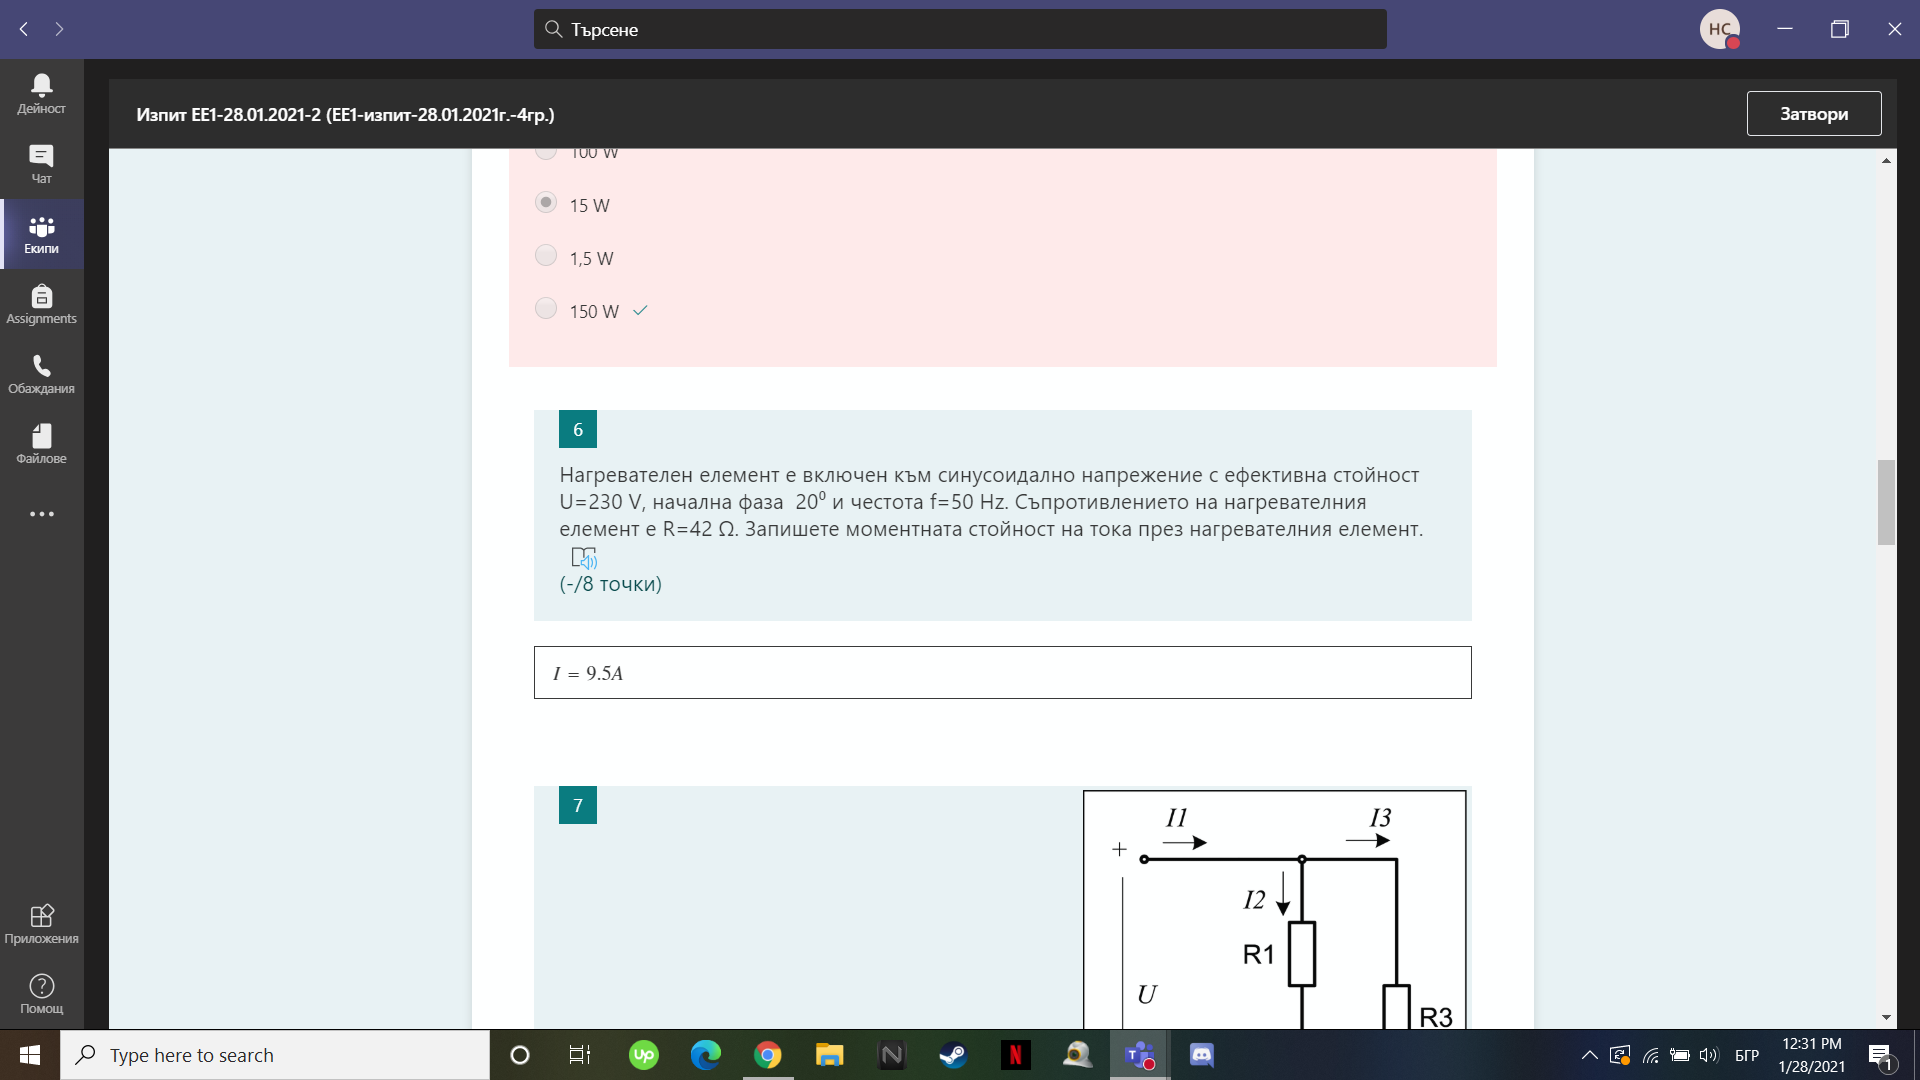 Търсене
НС
Дейност
Чат
Екипи
Assignments
Обаждания
Файлове
Приложения
Помощ
Изпит ЕЕ1-28.01.2021-2 (ЕЕ1-изпит-28.01.2021г.-4гр.)
Затвори
100 W
15 W
1,5 W
150 W
6
Нагревателен елемент е включен към синусоидално напрежение с ефективна стойност
U=230 V, начална фаза 20⁰ и честота f=50 Hz. Съпротивлението на нагревателния
елемент е R=42 Ω. Запишете моментната стойност на тока през нагревателния елемент.
(-/8 точки)
I = 9.5A
7
I1
I3
+
I2
R1
U
R3
Type here to search
Up
N
N
T
БГР
12:31 PM
1/28/2021
1